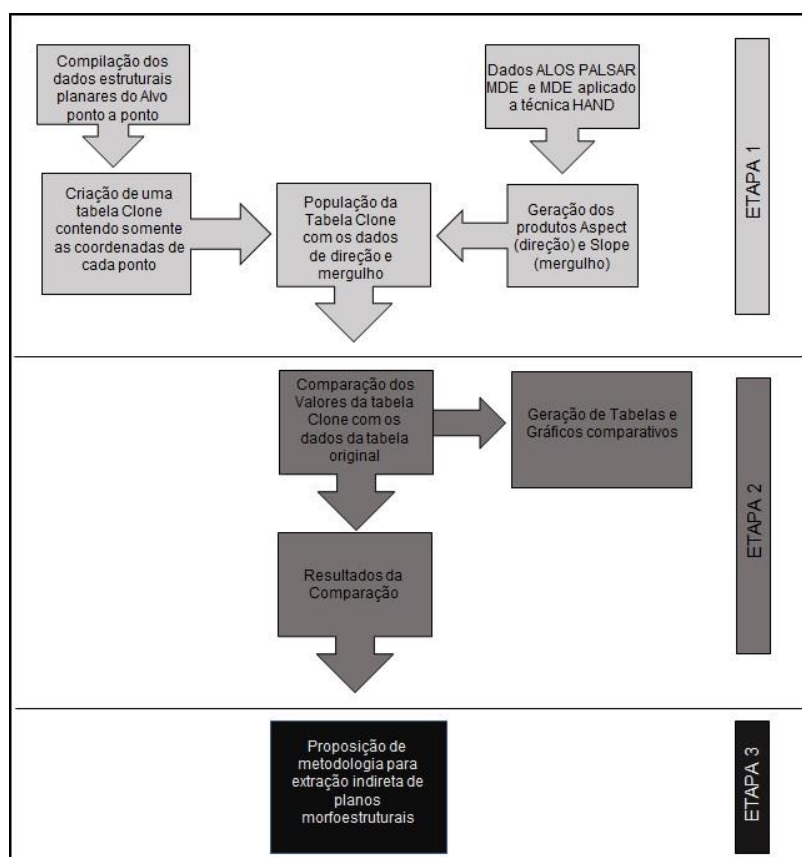 Compilação dos
dados estruturais
planares do Alvo
ponto a ponto
Dados ALOS PALSAR
MDE e MDE aplicado
a técnica HAND
Criação de uma
tabela Clone
contendo somente
as coordenadas de
cada ponto
População da
Tabela Clone
com os dados
de direção e
mergulho
Geração dos
produtos Aspect
(direção) e Slope
(mergulho)
ETAPA 1
Comparação dos
Valores da tabela
Clone com os
dados da tabela
original
Geração de Tabelas e
Gráficos comparativos
Resultados da
Comparação
ETAPA 2
Proposição de
metodologia para
extração indireta de
planos
morfoestruturais
ETAPA 3